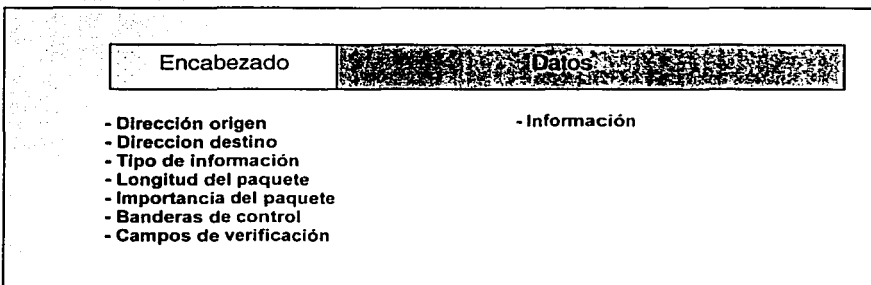 Encabezado
Datos
- Dirección origen
- Direccion destino
- Tipo de información
- Longitud del paquete
- Importancia del paquete
- Banderas de control
- Campos de verificación
- Información